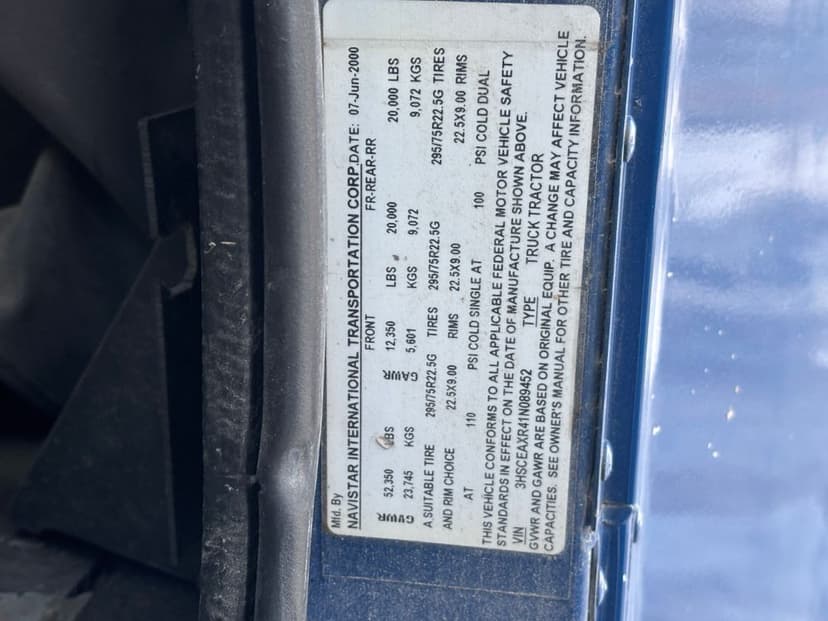 Mfd. By
NAVISTAR INTERNATIONAL TRANSPORTATION CORP. DATE: 07-Jun-2000
FRONT FR-REAR-RR
GVWR 52,350 LBS GAWR 12,350 LBS 20,000 20,000 LBS
23,745 KGS 5,601 KGS 9,072 9,072 KGS
A SUITABLE TIRE 295/75R22.5G TIRES 295/75R22.5G 295/75R22.5G TIRES
AND RIM CHOICE 22.5X9.00 RIMS 22.5X9.00 22.5X9.00 RIMS
AT 110 PSI COLD SINGLE AT 100 PSI COLD DUAL
THIS VEHICLE CONFORMS TO ALL APPLICABLE FEDERAL MOTOR VEHICLE SAFETY
STANDARDS IN EFFECT ON THE DATE OF MANUFACTURE SHOWN ABOVE.
VIN 3HSCEAXR41N089452 TYPE TRUCK TRACTOR
GVWR AND GAWR ARE BASED ON ORIGINAL EQUIP. A CHANGE MAY AFFECT VEHICLE
CAPACITIES. SEE OWNER'S MANUAL FOR OTHER TIRE AND CAPACITY INFORMATION.